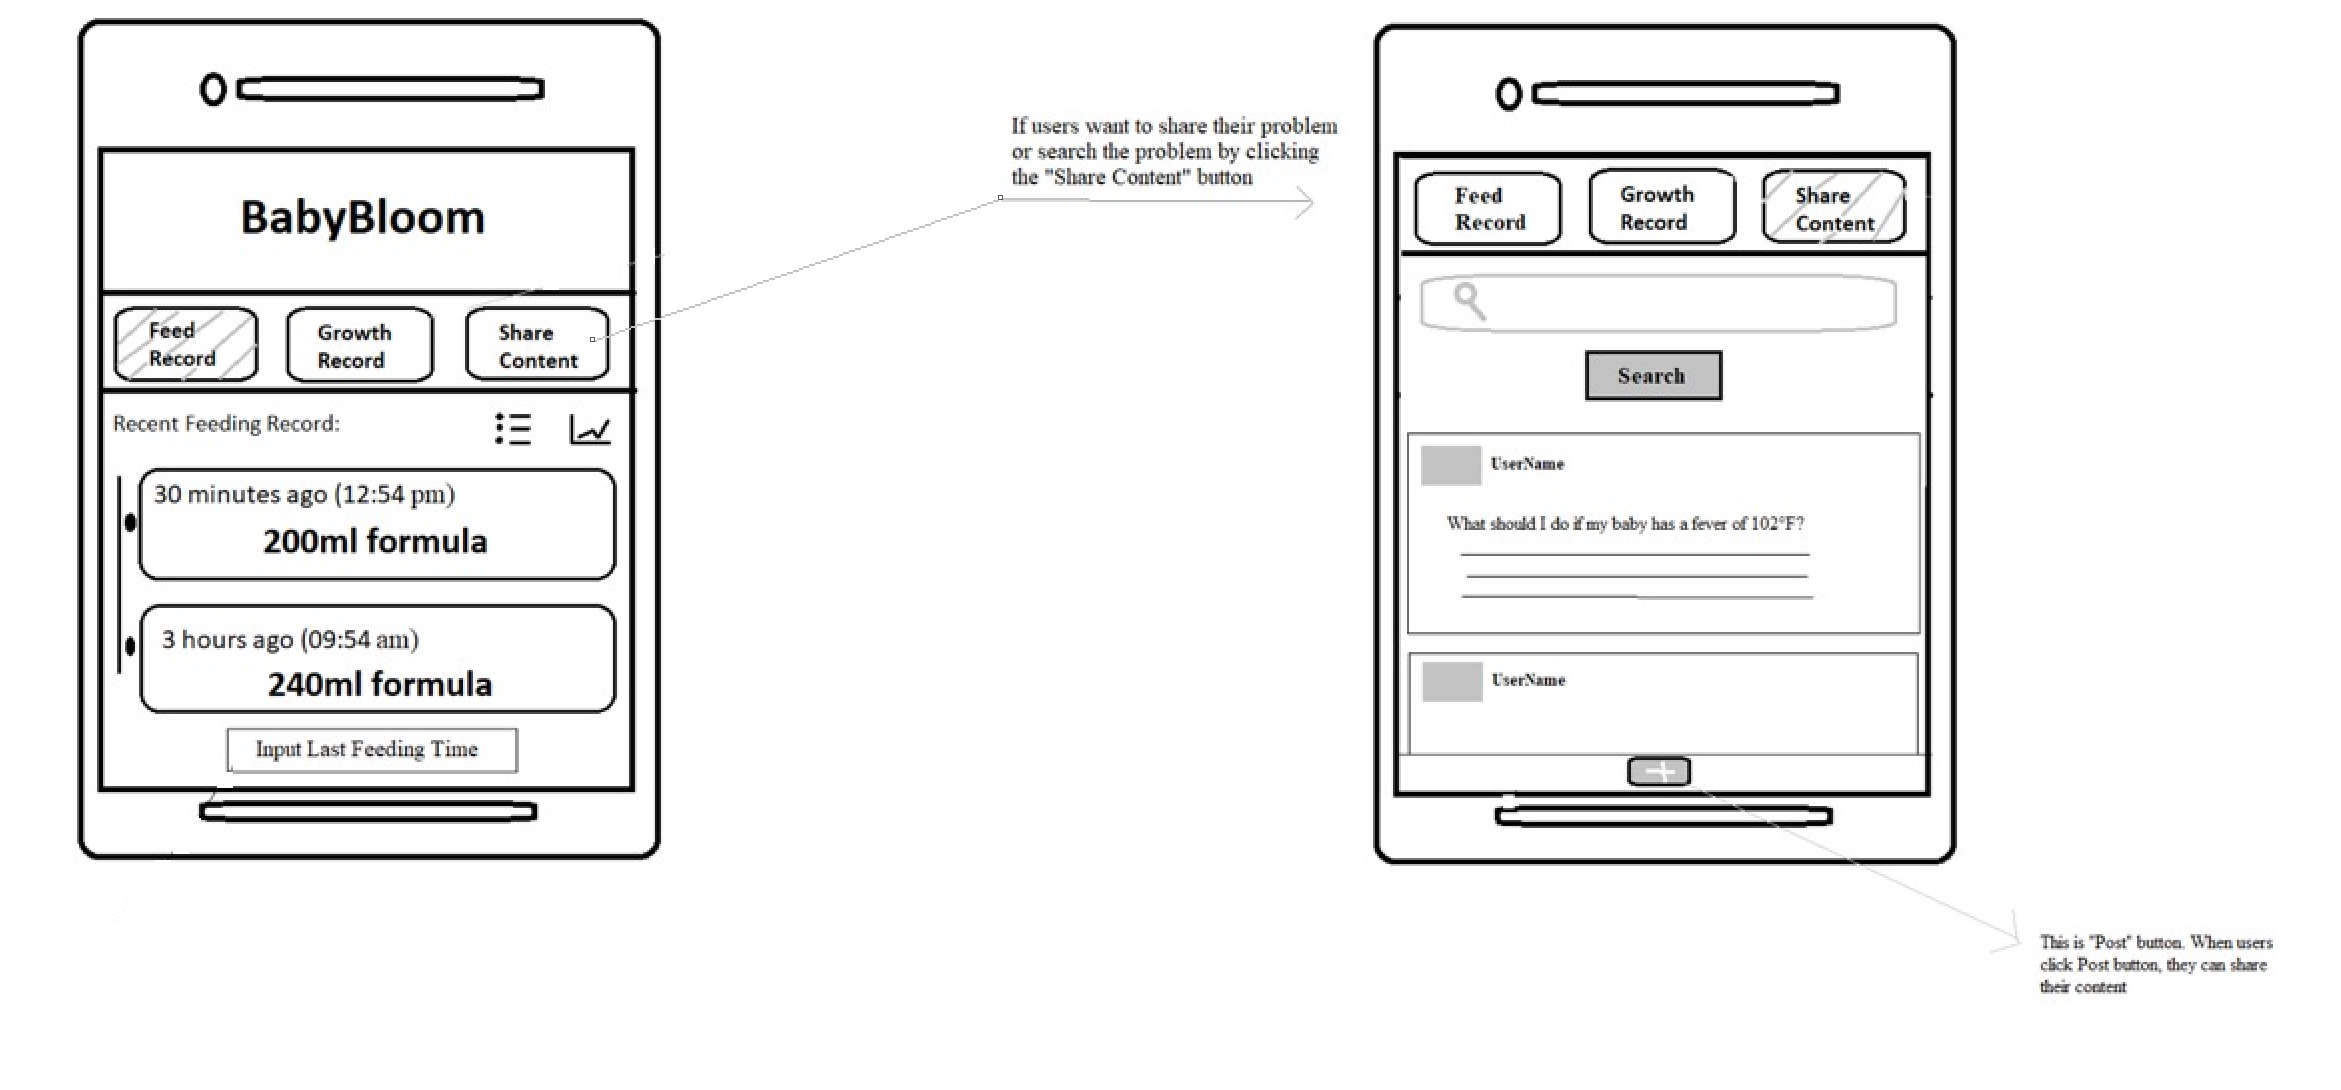 BabyBloom
Feed
Record
Growth
Record
Share
Content
Recent Feeding Record:
30 minutes ago (12:54 pm)
200ml formula
3 hours ago (09:54 am)
240ml formula
Input Last Feeding Time
If users want to share their problem
or search the problem by clicking
the "Share Content" button
Feed
Record
Growth
Record
Share
Content
Search
UserName
What should I do if my baby has a fever of 102°F?
UserName
This is "Post" button. When users
click Post button, they can share
their content